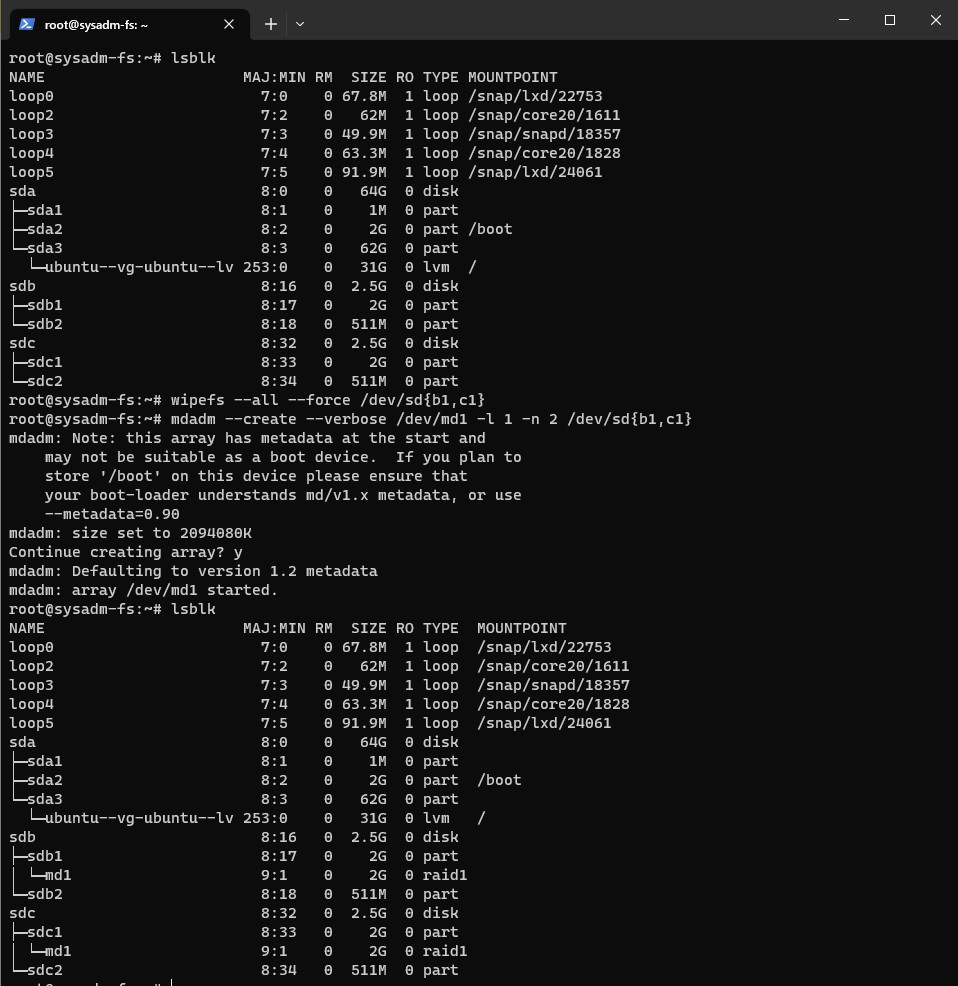 root@sysadm-fs: ~
root@sysadm-fs:~# lsblk
NAME                      MAJ:MIN RM   SIZE RO TYPE MOUNTPOINT
loop0                       7:0    0 67.8M  1 loop /snap/lxd/22753
loop2                       7:2    0   62M  1 loop /snap/core20/1611
loop3                       7:3    0 49.9M  1 loop /snap/snapd/18357
loop4                       7:4    0 63.3M  1 loop /snap/core20/1828
loop5                       7:5    0 91.9M  1 loop /snap/lxd/24061
sda                         8:0    0   64G  0 disk
├─sda1                      8:1    0    1M  0 part
├─sda2                      8:2    0    2G  0 part /boot
└─sda3                      8:3    0   62G  0 part
  └─ubuntu--vg-ubuntu--lv 253:0    0   31G  0 lvm  /
sdb                         8:16   0  2.5G  0 disk
├─sdb1                      8:17   0    2G  0 part
└─sdb2                      8:18   0  511M  0 part
sdc                         8:32   0  2.5G  0 disk
├─sdc1                      8:33   0    2G  0 part
└─sdc2                      8:34   0  511M  0 part
root@sysadm-fs:~# wipefs --all --force /dev/sd{b1,c1}
root@sysadm-fs:~# mdadm --create --verbose /dev/md1 -l 1 -n 2 /dev/sd{b1,c1}
mdadm: Note: this array has metadata at the start and
    may not be suitable as a boot device.  If you plan to
    store '/boot' on this device please ensure that
    your boot-loader understands md/v1.x metadata, or use
    --metadata=0.90
mdadm: size set to 2094080K
Continue creating array? y
mdadm: Defaulting to version 1.2 metadata
mdadm: array /dev/md1 started.
root@sysadm-fs:~# lsblk
NAME                      MAJ:MIN RM   SIZE RO TYPE  MOUNTPOINT
loop0                       7:0    0 67.8M  1 loop  /snap/lxd/22753
loop2                       7:2    0   62M  1 loop  /snap/core20/1611
loop3                       7:3    0 49.9M  1 loop  /snap/snapd/18357
loop4                       7:4    0 63.3M  1 loop  /snap/core20/1828
loop5                       7:5    0 91.9M  1 loop  /snap/lxd/24061
sda                         8:0    0   64G  0 disk
├─sda1                      8:1    0    1M  0 part
├─sda2                      8:2    0    2G  0 part  /boot
└─sda3                      8:3    0   62G  0 part
  └─ubuntu--vg-ubuntu--lv 253:0    0   31G  0 lvm   /
sdb                         8:16   0  2.5G  0 disk
├─sdb1                      8:17   0    2G  0 part
│ └─md1                     9:1    0    2G  0 raid1
└─sdb2                      8:18   0  511M  0 part
sdc                         8:32   0  2.5G  0 disk
├─sdc1                      8:33   0    2G  0 part
│ └─md1                     9:1    0    2G  0 raid1
└─sdc2                      8:34   0  511M  0 part